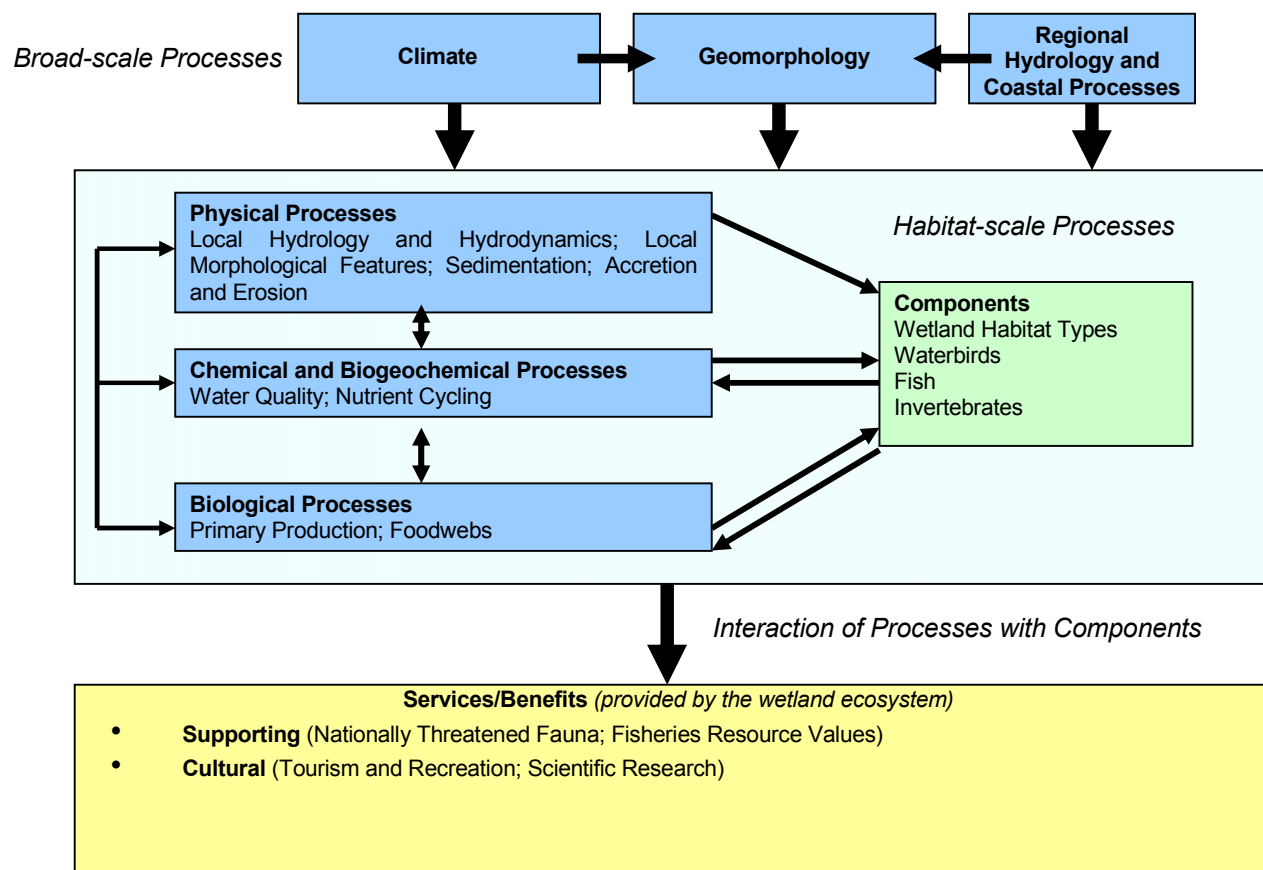 Broad-scale Processes
Climate
Geomorphology
Regional
Hydrology and
Coastal Processes
Habitat-scale Processes
Physical Processes
Local Hydrology and Hydrodynamics; Local
Morphological Features; Sedimentation; Accretion
and Erosion
Chemical and Biogeochemical Processes
Water Quality; Nutrient Cycling
Biological Processes
Primary Production; Foodwebs
Components
Wetland Habitat Types
Waterbirds
Fish
Invertebrates
Interaction of Processes with Components
Services/Benefits (provided by the wetland ecosystem)
• Supporting (Nationally Threatened Fauna; Fisheries Resource Values)
• Cultural (Tourism and Recreation; Scientific Research)